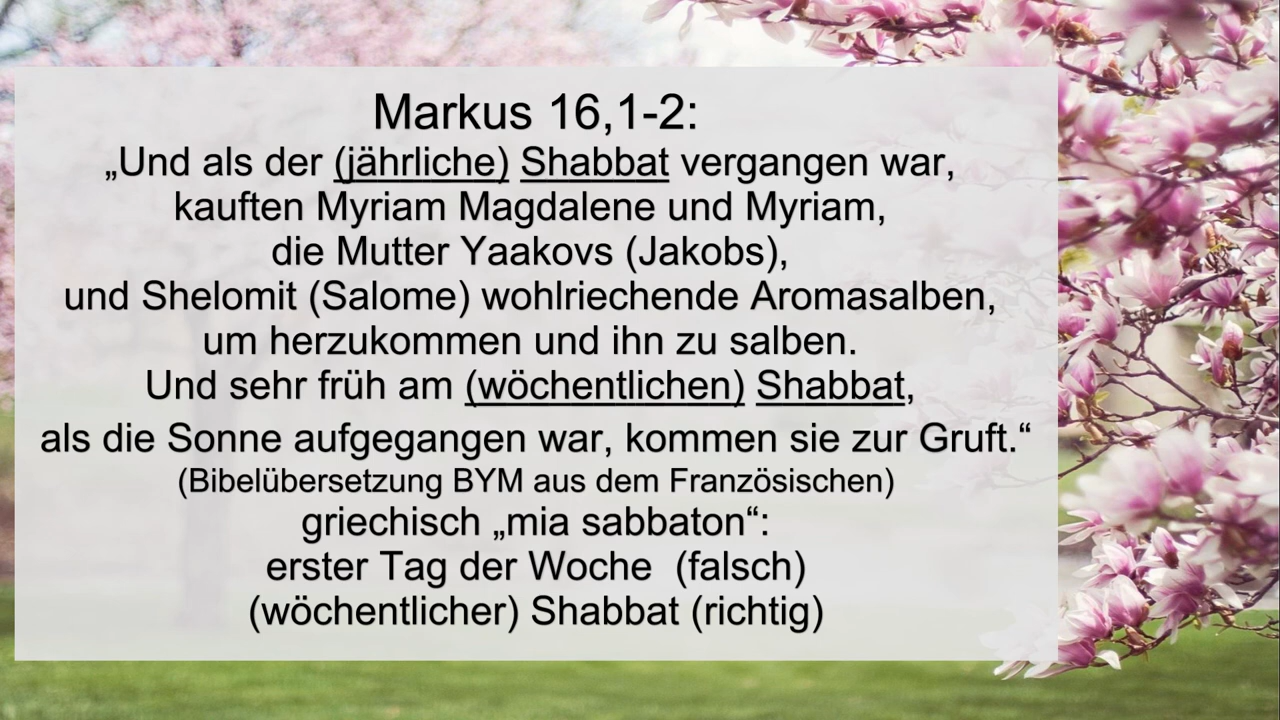 Markus 16,1-2:
„Und als der (jährliche) Shabbat vergangen war,
kauften Myriam Magdalene und Myriam,
die Mutter Yaakovs (Jakobs),
und Shelomit (Salome) wohlriechende Aromasalben,
um herzukommen und ihn zu salben.
Und sehr früh am (wöchentlichen) Shabbat,
als die Sonne aufgegangen war, kommen sie zur Gruft.“
(Bibelübersetzung BYM aus dem Französischen)
griechisch „mia sabbaton“:
erster Tag der Woche (falsch)
(wöchentlicher) Shabbat (richtig)